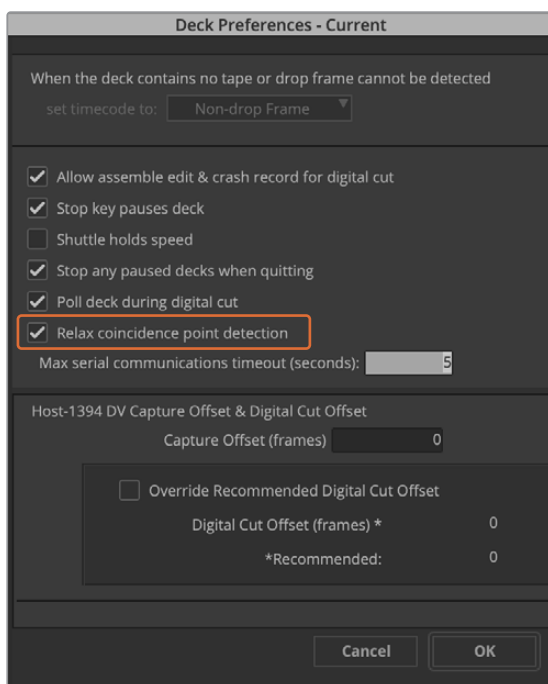 Deck Preferences - Current
When the deck contains no tape or drop frame cannot be detected
set timecode to: Non-drop Frame
Allow assemble edit & crash record for digital cut
Stop key pauses deck
Shuttle holds speed
Stop any paused decks when quitting
Poll deck during digital cut
Relax coincidence point detection
Max serial communications timeout (seconds): 5
Host-1394 DV Capture Offset & Digital Cut Offset
Capture Offset (frames) 0
Override Recommended Digital Cut Offset
Digital Cut Offset (frames) * 0
*Recommended: 0
Cancel OK